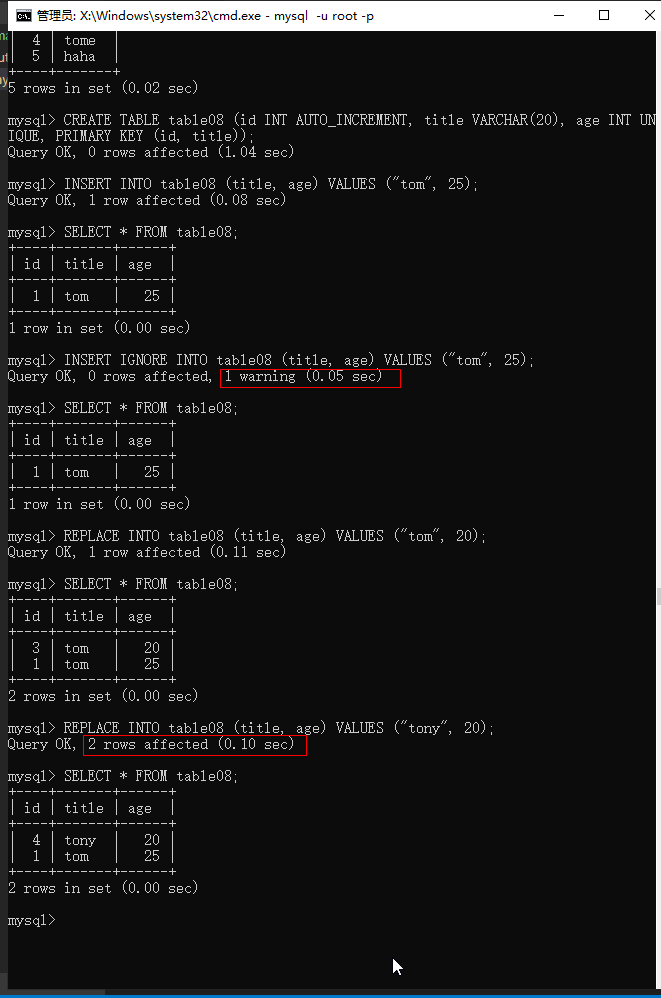 管理员: X:\Windows\system32\cmd.exe - mysql  -u root -p
|  4 | tome  |
|  5 | haha  |
+----+-------+
5 rows in set (0.02 sec)
mysql> CREATE TABLE table08 (id INT AUTO_INCREMENT, title VARCHAR(20), age INT UN
IQUE, PRIMARY KEY (id, title));
Query OK, 0 rows affected (1.04 sec)
mysql> INSERT INTO table08 (title, age) VALUES ("tom", 25);
Query OK, 1 row affected (0.08 sec)
mysql> SELECT * FROM table08;
+----+-------+------+
| id | title | age  |
+----+-------+------+
|  1 | tom   |   25 |
+----+-------+------+
1 row in set (0.00 sec)
mysql> INSERT IGNORE INTO table08 (title, age) VALUES ("tom", 25);
Query OK, 0 rows affected, 1 warning (0.05 sec)
mysql> SELECT * FROM table08;
+----+-------+------+
| id | title | age  |
+----+-------+------+
|  1 | tom   |   25 |
+----+-------+------+
1 row in set (0.00 sec)
mysql> REPLACE INTO table08 (title, age) VALUES ("tom", 20);
Query OK, 1 row affected (0.11 sec)
mysql> SELECT * FROM table08;
+----+-------+------+
| id | title | age  |
+----+-------+------+
|  3 | tom   |   20 |
|  1 | tom   |   25 |
+----+-------+------+
2 rows in set (0.00 sec)
mysql> REPLACE INTO table08 (title, age) VALUES ("tony", 20);
Query OK, 2 rows affected (0.10 sec)
mysql> SELECT * FROM table08;
+----+-------+------+
| id | title | age  |
+----+-------+------+
|  4 | tony  |   20 |
|  1 | tom   |   25 |
+----+-------+------+
2 rows in set (0.00 sec)
mysql>